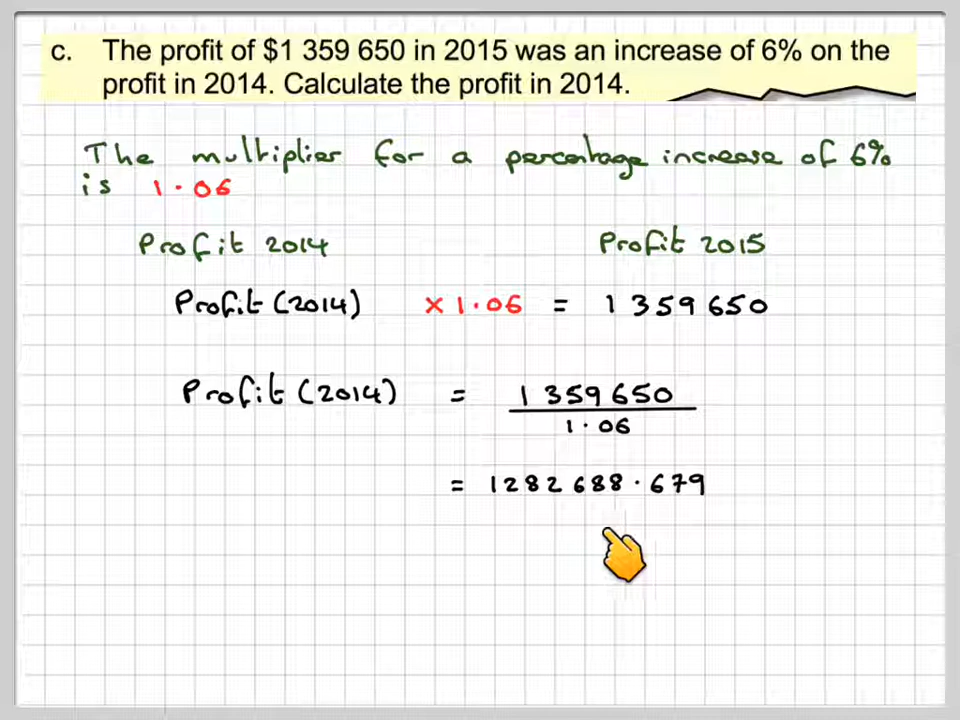 c. The profit of $1 359 650 in 2015 was an increase of 6% on the
profit in 2014. Calculate the profit in 2014.
The multiplier for a percentage increase of 6%
is 1.06
Profit 2014 Profit 2015
Profit (2014) × 1.06 = 1 359 650
Profit (2014) = 1 359 650
1.06
= 1282 688.679